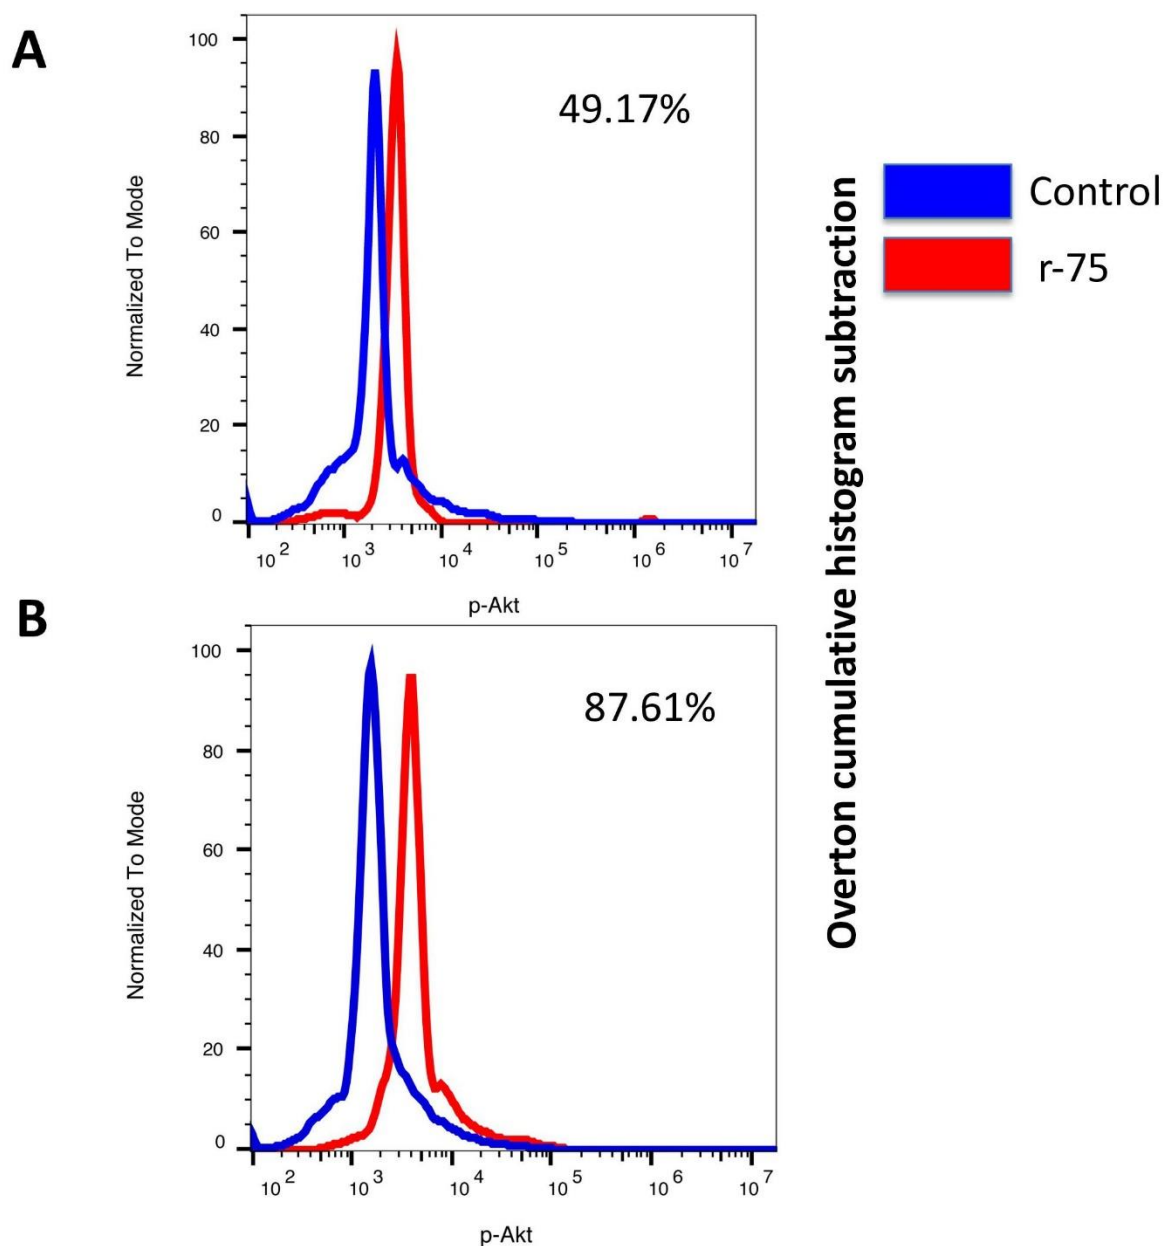 A
100
80
60
40
20
0
Normalized To Mode
49.17%
10 2
10 3
10 4
10 5
10 6
10 7
p-Akt
Control
r-75
Overton cumulative histogram subtraction
B
100
80
60
40
20
0
Normalized To Mode
87.61%
10 2
10 3
10 4
10 5
10 6
10 7
p-Akt